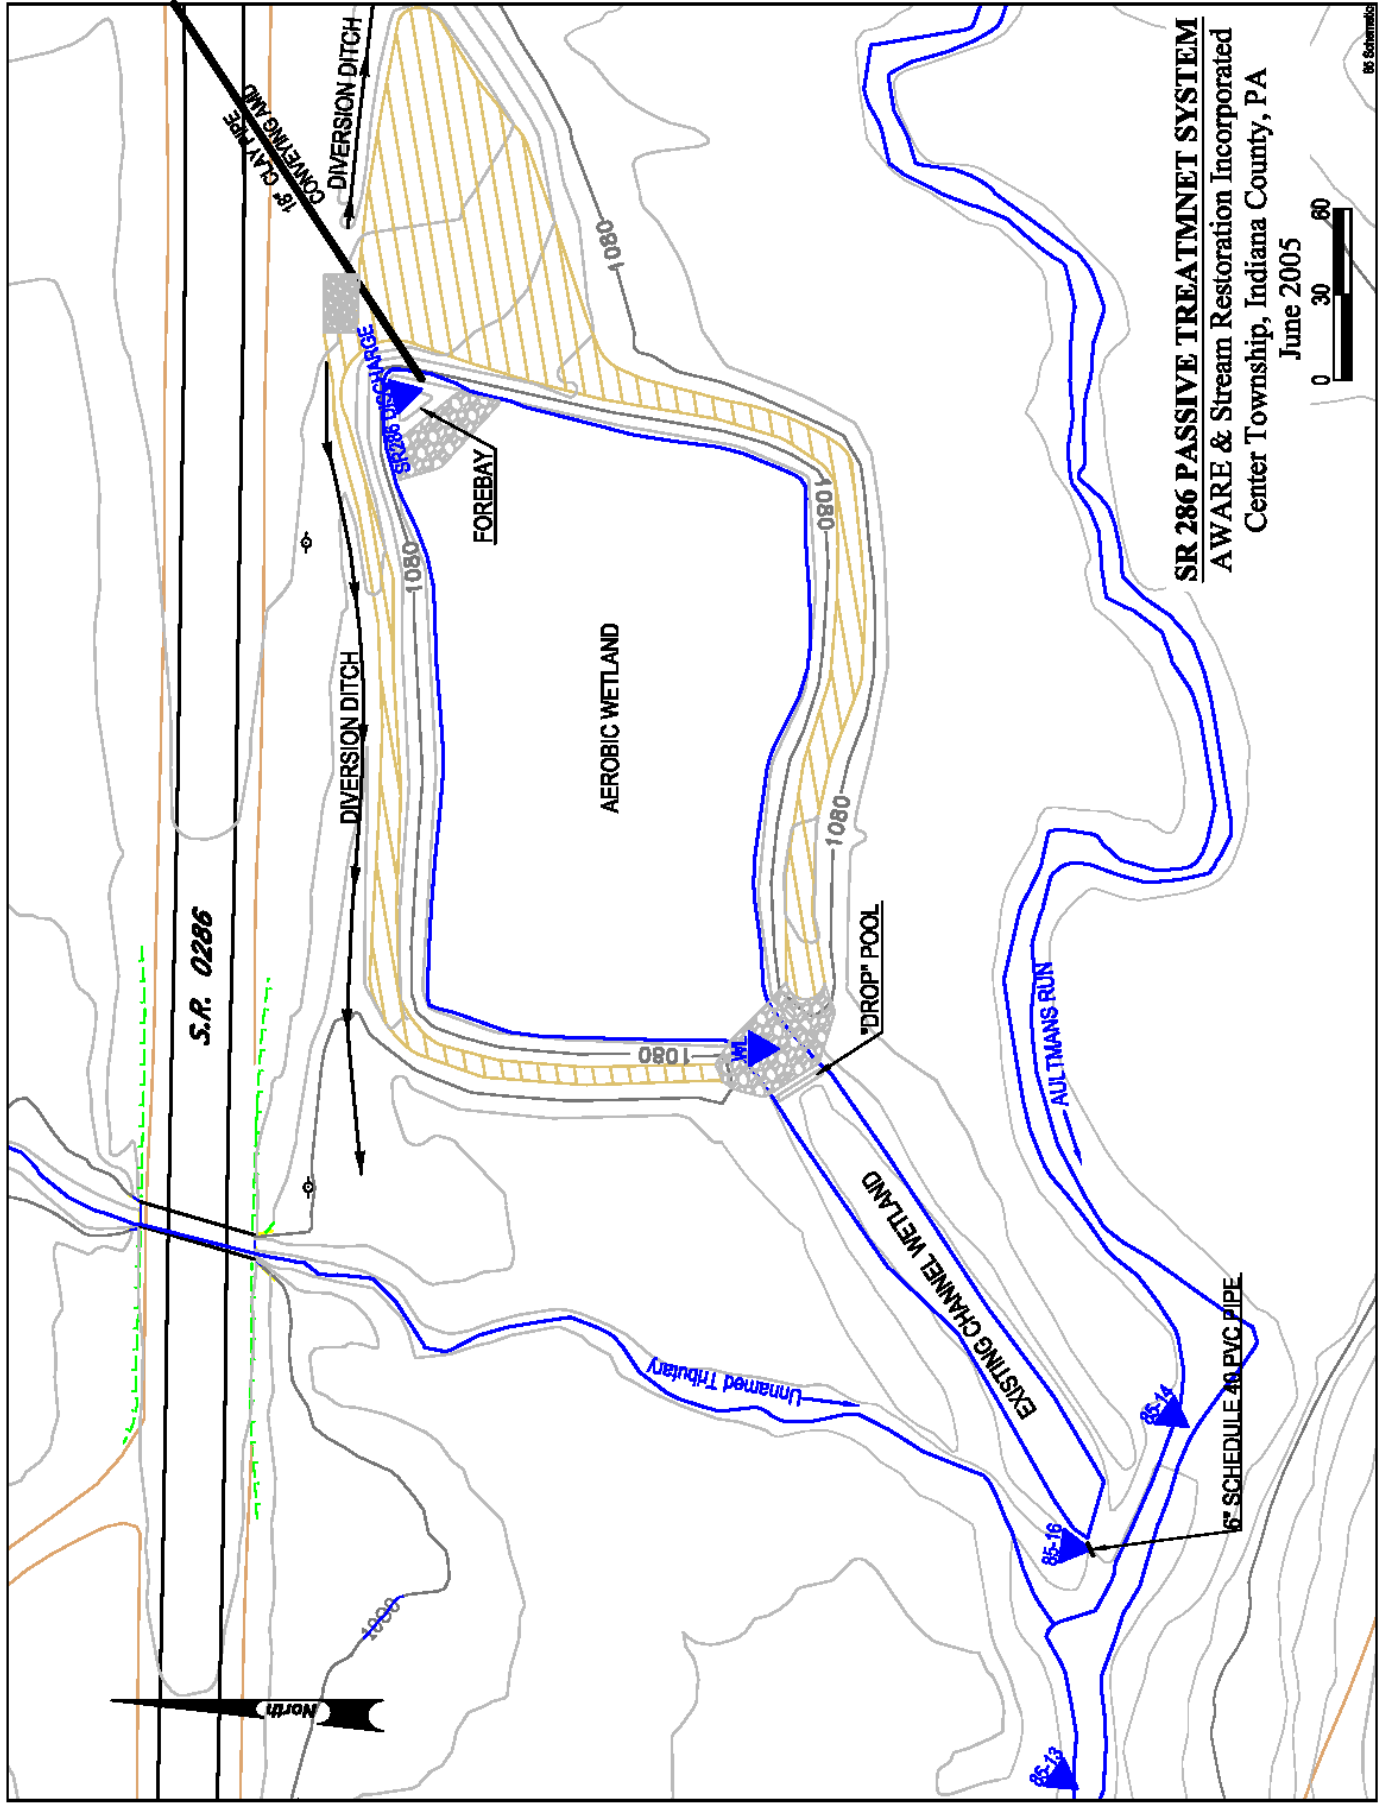 SR 286 PASSIVE TREATMNET SYSTEM
AWARE & Stream Restoration Incorporated
Center Township, Indiana County, PA
June 2005
0 30 60
85 Schematic
18" CLAY PIPE
CONVEYING AMD
DIVERSION DITCH
SR286 DISCHARGE
FOREBAY
1080
1080
1080
1080
1080
DIVERSION DITCH
AEROBIC WETLAND
S.R. 0286
WL
"DROP" POOL
AULTMANS RUN
EXISTING CHANNEL WETLAND
Unnamed Tributary
85-14
85-16
6" SCHEDULE 40 PVC PIPE
85-13
North